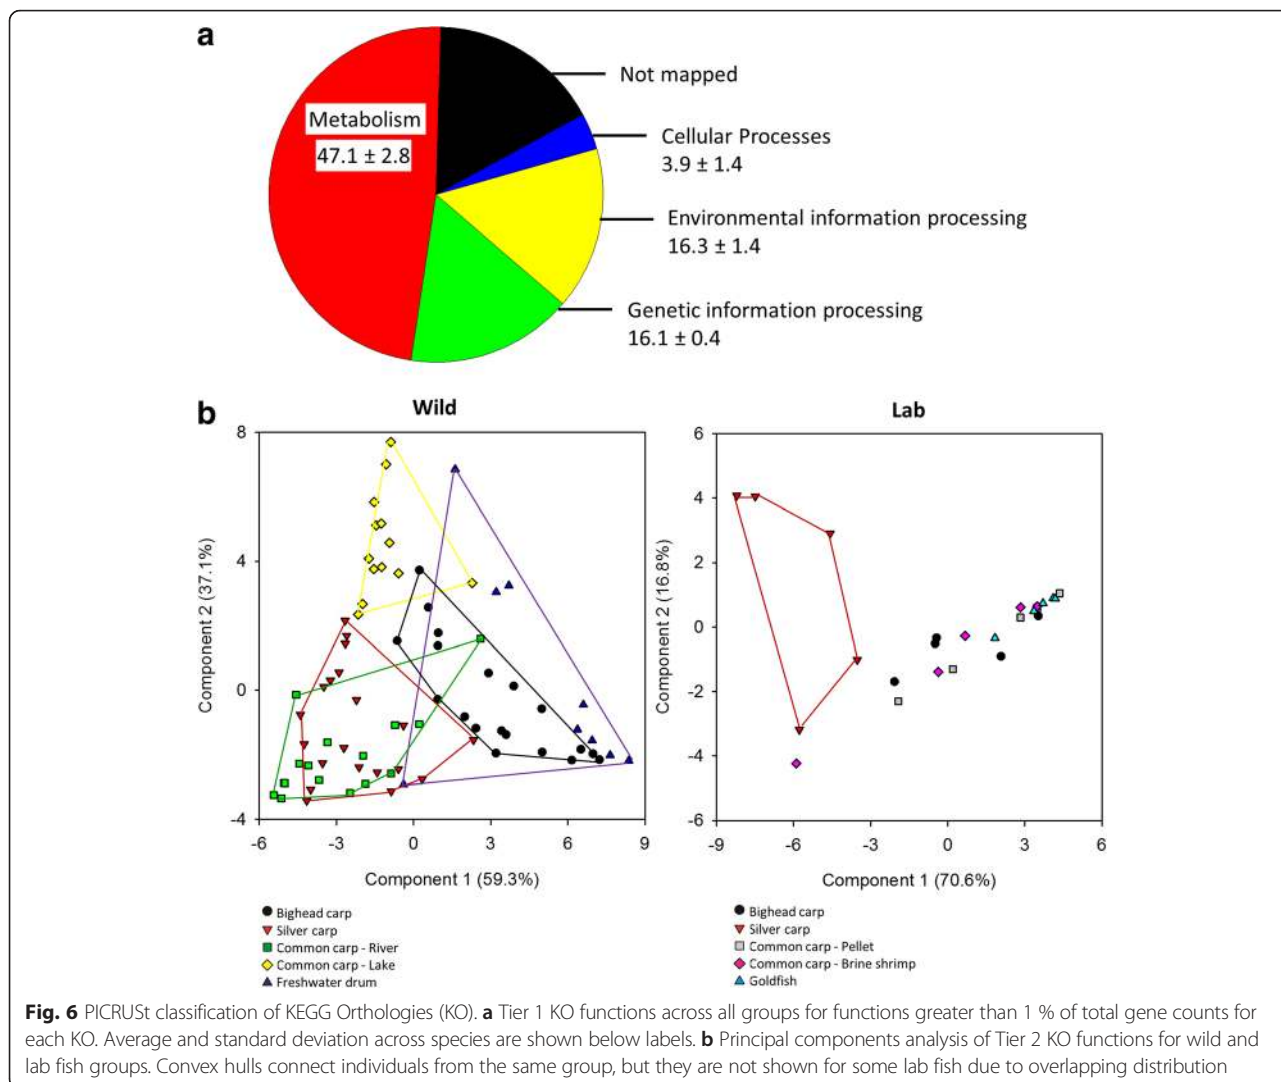 a
Not mapped
Metabolism
47.1 ± 2.8
Cellular Processes
3.9 ± 1.4
Environmental information processing
16.3 ± 1.4
Genetic information processing
16.1 ± 0.4
b
Wild
8
4
0
-4
Component 2 (37.1%)
-6
-3
0
3
6
9
Component 1 (59.3%)
Bighead carp
Silver carp
Common carp - River
Common carp - Lake
Freshwater drum
Lab
6
4
2
0
-2
-4
-6
Component 2 (16.8%)
-9
-6
-3
0
3
6
Component 1 (70.6%)
Bighead carp
Silver carp
Common carp - Pellet
Common carp - Brine shrimp
Goldfish
Fig. 6 PICRUSt classification of KEGG Orthologies (KO). a Tier 1 KO functions across all groups for functions greater than 1 % of total gene counts for
each KO. Average and standard deviation across species are shown below labels. b Principal components analysis of Tier 2 KO functions for wild and
lab fish groups. Convex hulls connect individuals from the same group, but they are not shown for some lab fish due to overlapping distribution